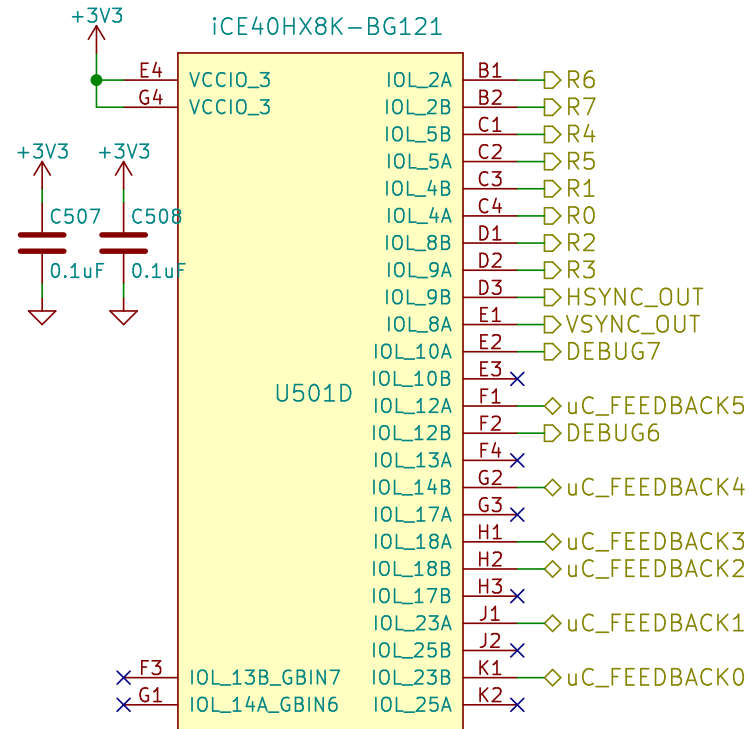 +3V3
iCE40HX8K-BG121
E4 VCCIO_3 IOL_2A B1 R6
G4 VCCIO_3 IOL_2B B2 R7
IOL_5B C1 R4
+3V3 +3V3 IOL_5A C2 R5
IOL_4B C3 R1
C507 C508 IOL_4A C4 R0
IOL_8B D1 R2
0.1uF 0.1uF IOL_9A D2 R3
IOL_9B D3 HSYNC_OUT
IOL_8A E1 VSYNC_OUT
IOL_10A E2 DEBUG7
IOL_10B E3
U501D
IOL_12A F1 uC_FEEDBACK5
IOL_12B F2 DEBUG6
IOL_13A F4
IOL_14B G2 uC_FEEDBACK4
IOL_17A G3
IOL_18A H1 uC_FEEDBACK3
IOL_18B H2 uC_FEEDBACK2
IOL_17B H3
IOL_23A J1 uC_FEEDBACK1
IOL_25B J2
F3 IOL_13B_GBIN7 IOL_23B K1 uC_FEEDBACK0
G1 IOL_14A_GBIN6 IOL_25A K2